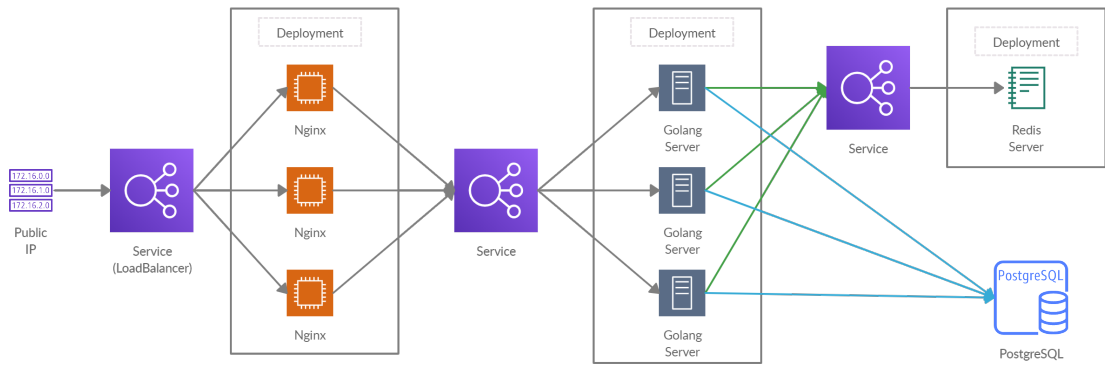 Deployment
Nginx
Nginx
Nginx
172.16.0.0
172.16.1.0
172.16.2.0
Public
IP
Service
(LoadBalancer)
Service
Deployment
Golang
Server
Golang
Server
Golang
Server
Service
Deployment
Redis
Server
PostgreSQL
PostgreSQL